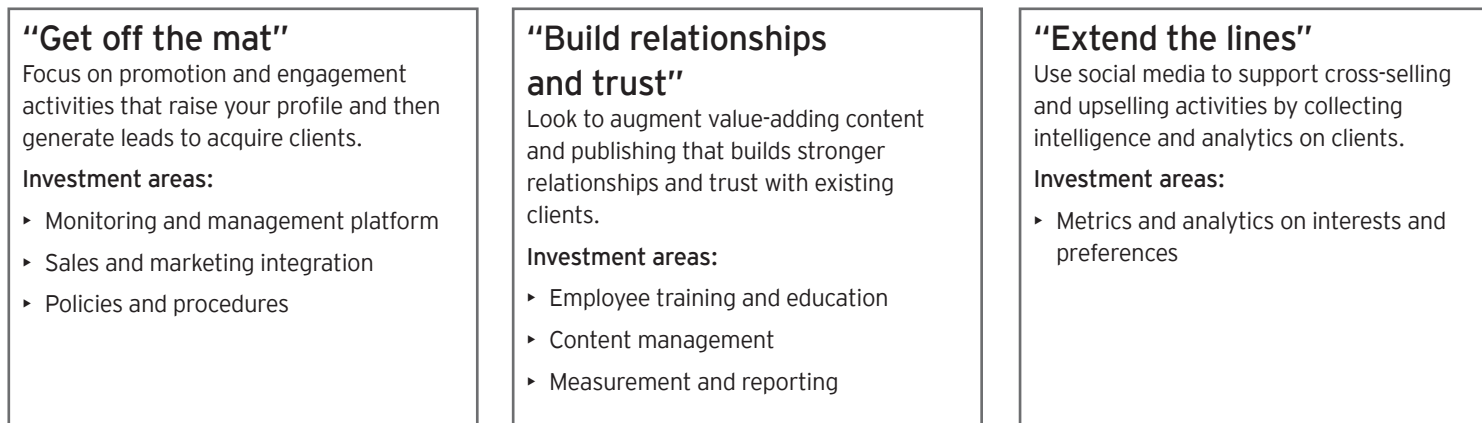 “Get off the mat”
Focus on promotion and engagement
activities that raise your profile and then
generate leads to acquire clients.
Investment areas:
‣ Monitoring and management platform
‣ Sales and marketing integration
‣ Policies and procedures
“Build relationships
and trust”
Look to augment value-adding content
and publishing that builds stronger
relationships and trust with existing
clients.
Investment areas:
‣ Employee training and education
‣ Content management
‣ Measurement and reporting
“Extend the lines”
Use social media to support cross-selling
and upselling activities by collecting
intelligence and analytics on clients.
Investment areas:
‣ Metrics and analytics on interests and
preferences